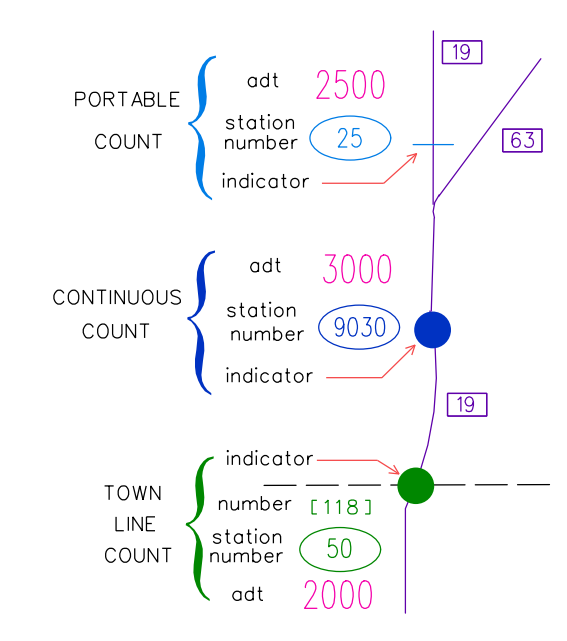 19
adt 2500
PORTABLE
station
COUNT
number 25
63
indicator
adt 3000
CONTINUOUS
station
COUNT
number 9030
indicator
19
indicator
TOWN
number [118]
LINE
station
COUNT
number 50
adt 2000